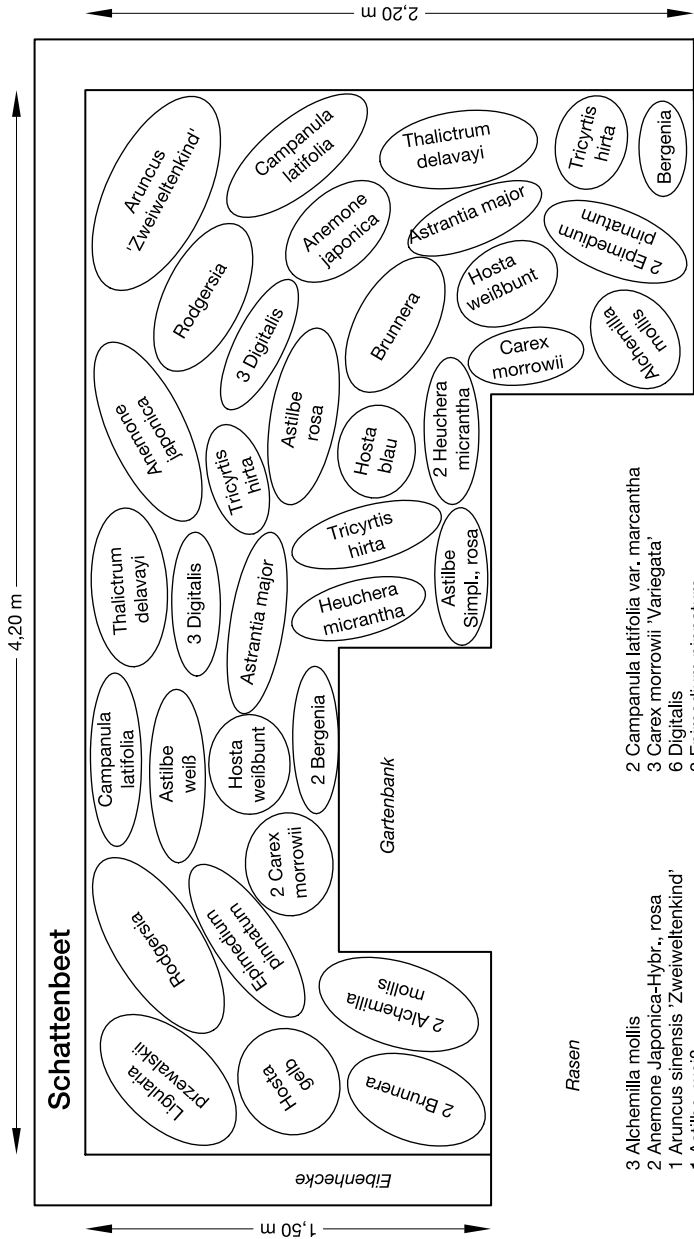 4,20 m
Schattenbeet
2,20 m
1,50 m
Eibenhecke
Ligularia
przewalskii
Rodgersia
Campanula
latifolia
Thalictrum
delavayi
Anemone
japonica
Rodgersia
Aruncus
'Zweiweltenkind'
Astilbe
weiß
3 Digitalis
Tricyrtis
hirta
3 Digitalis
Campanula
latifolia
Hosta
gelb
Epimedium
pinnatum
Hosta
weißbunt
Astrantia major
Astilbe
rosa
Anemone
japonica
2 Carex
morrowii
2 Bergenia
Heuchera
micrantha
Tricyrtis
hirta
Hosta
blau
Brunnera
Thalictrum
delavayi
2 Brunnera
2 Alchemilla
mollis
Astilbe
Simpl., rosa
2 Heuchera
micrantha
Astrantia major
Carex
morrowii
Hosta
weißbunt
Tricyrtis
hirta
Alchemilla
mollis
2 Epimedium
pinnatum
Bergenia
Gartenbank
Rasen
3 Alchemilla mollis
2 Anemone Japonica-Hybr., rosa
1 Aruncus sinensis 'Zweiweltenkind'
2 Campanula latifolia var. marcantha
3 Carex morrowii 'Variegata'
6 Digitalis